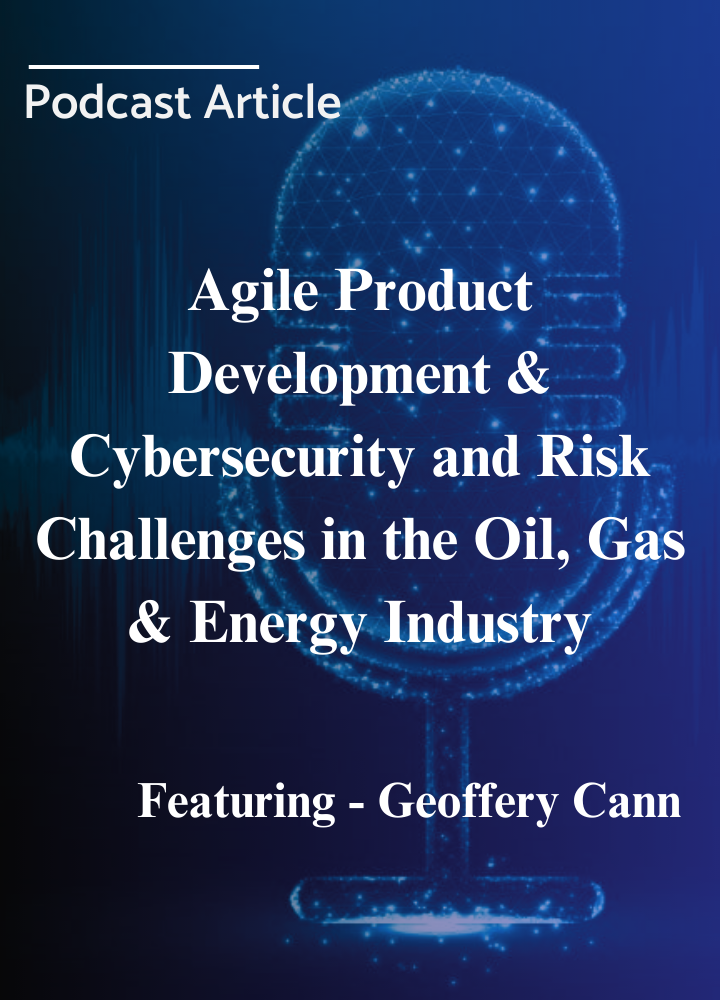 Podcast Article
Agile Product
Development &
Cybersecurity and Risk
Challenges in the Oil, Gas
& Energy Industry
Featuring - Geoffery Cann